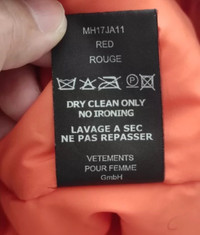 MH17JA11
RED
ROUGE
P
DRY CLEAN ONLY
NO IRONING
LAVAGE A SEC
NE PAS REPASSER
VETEMENTS
POUR FEMME
GmbH